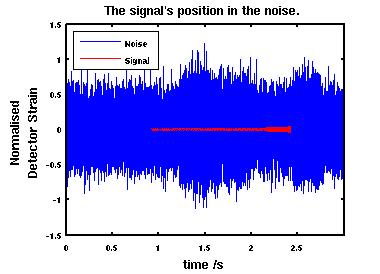 The signal's position in the noise.
1.5
Noise
Signal
1
0.5
0
-0.5
-1
-1.5
Normalised
Detector Strain
0 0.5 1 1.5 2 2.5
time /s